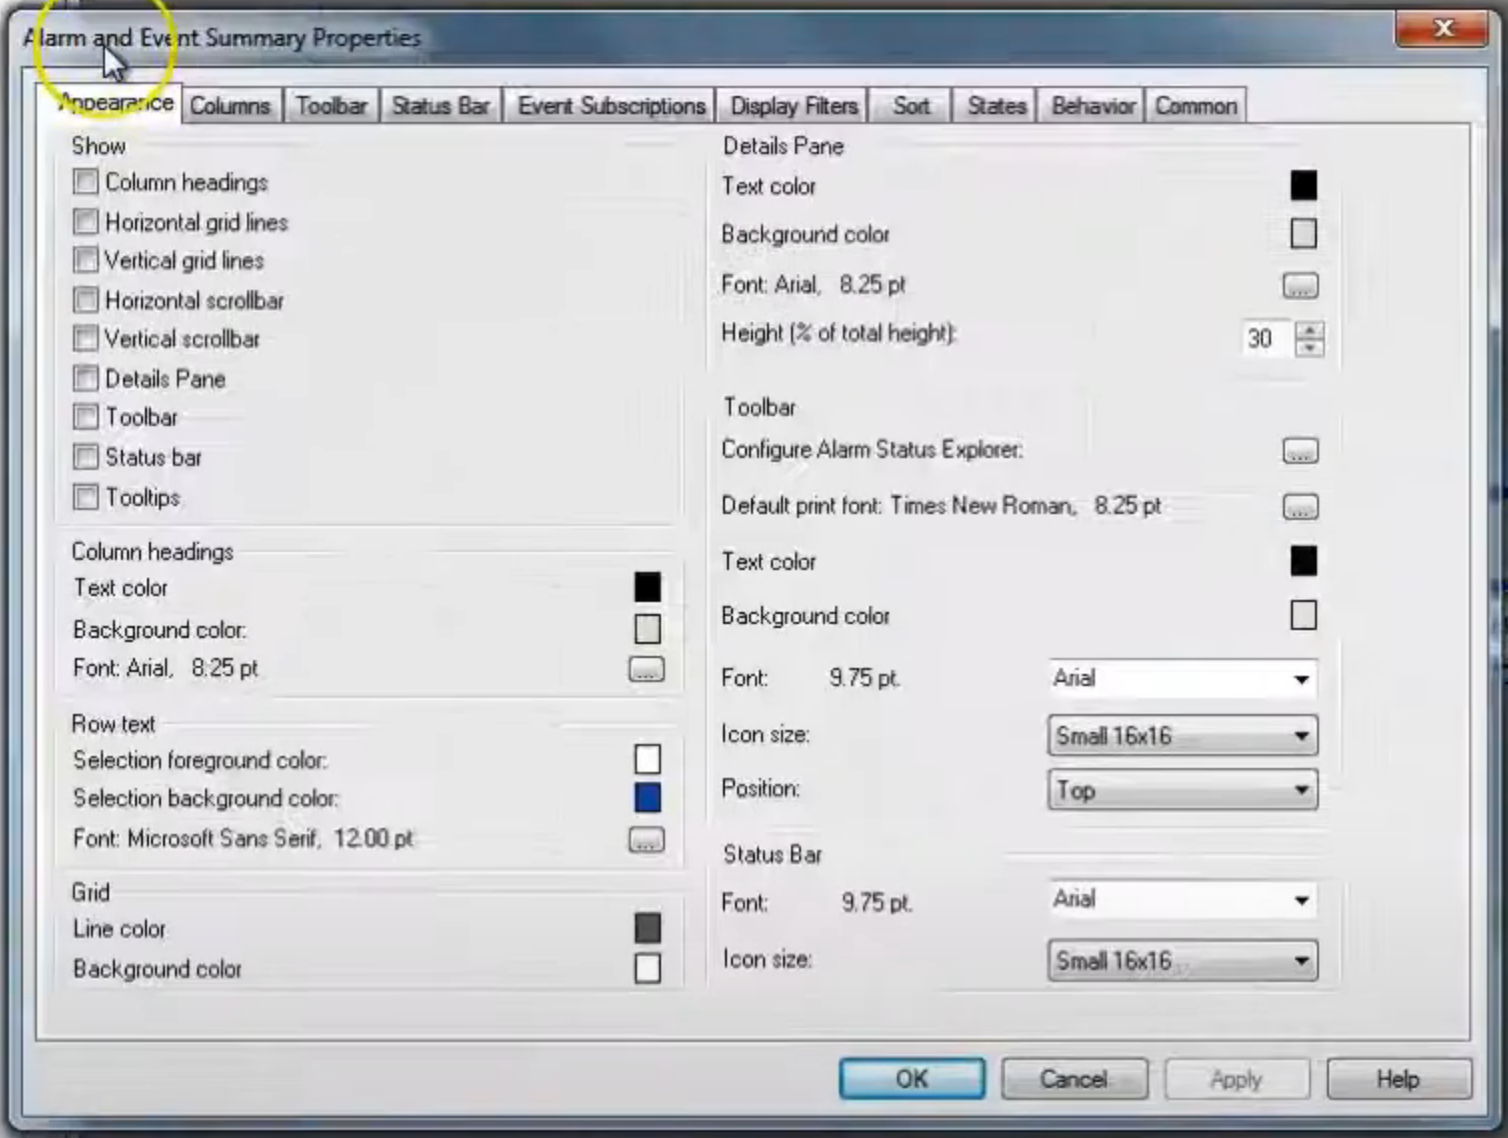 Alarm and Event Summary Properties
Appearance Columns Toolbar Status Bar Event Subscriptions Display Filters Sort States Behavior Common
Show
Column headings
Horizontal grid lines
Vertical grid lines
Horizontal scrollbar
Vertical scrollbar
Details Pane
Toolbar
Status bar
Tooltips
Column headings
Text color
Background color:
Font: Arial, 8.25 pt
...
Row text
Selection foreground color:
Selection background color:
Font: Microsoft Sans Serif, 12.00 pt
...
Grid
Line color
Background color
Details Pane
Text color
Background color
Font: Arial, 8.25 pt
...
Height (% of total height): 30
Toolbar
Configure Alarm Status Explorer: ...
Default print font: Times New Roman, 8.25 pt ...
Text color
Background color
Font: 9.75 pt. Arial
Icon size: Small 16x16
Position: Top
Status Bar
Font: 9.75 pt. Arial
Icon size: Small 16x16
OK Cancel Apply Help